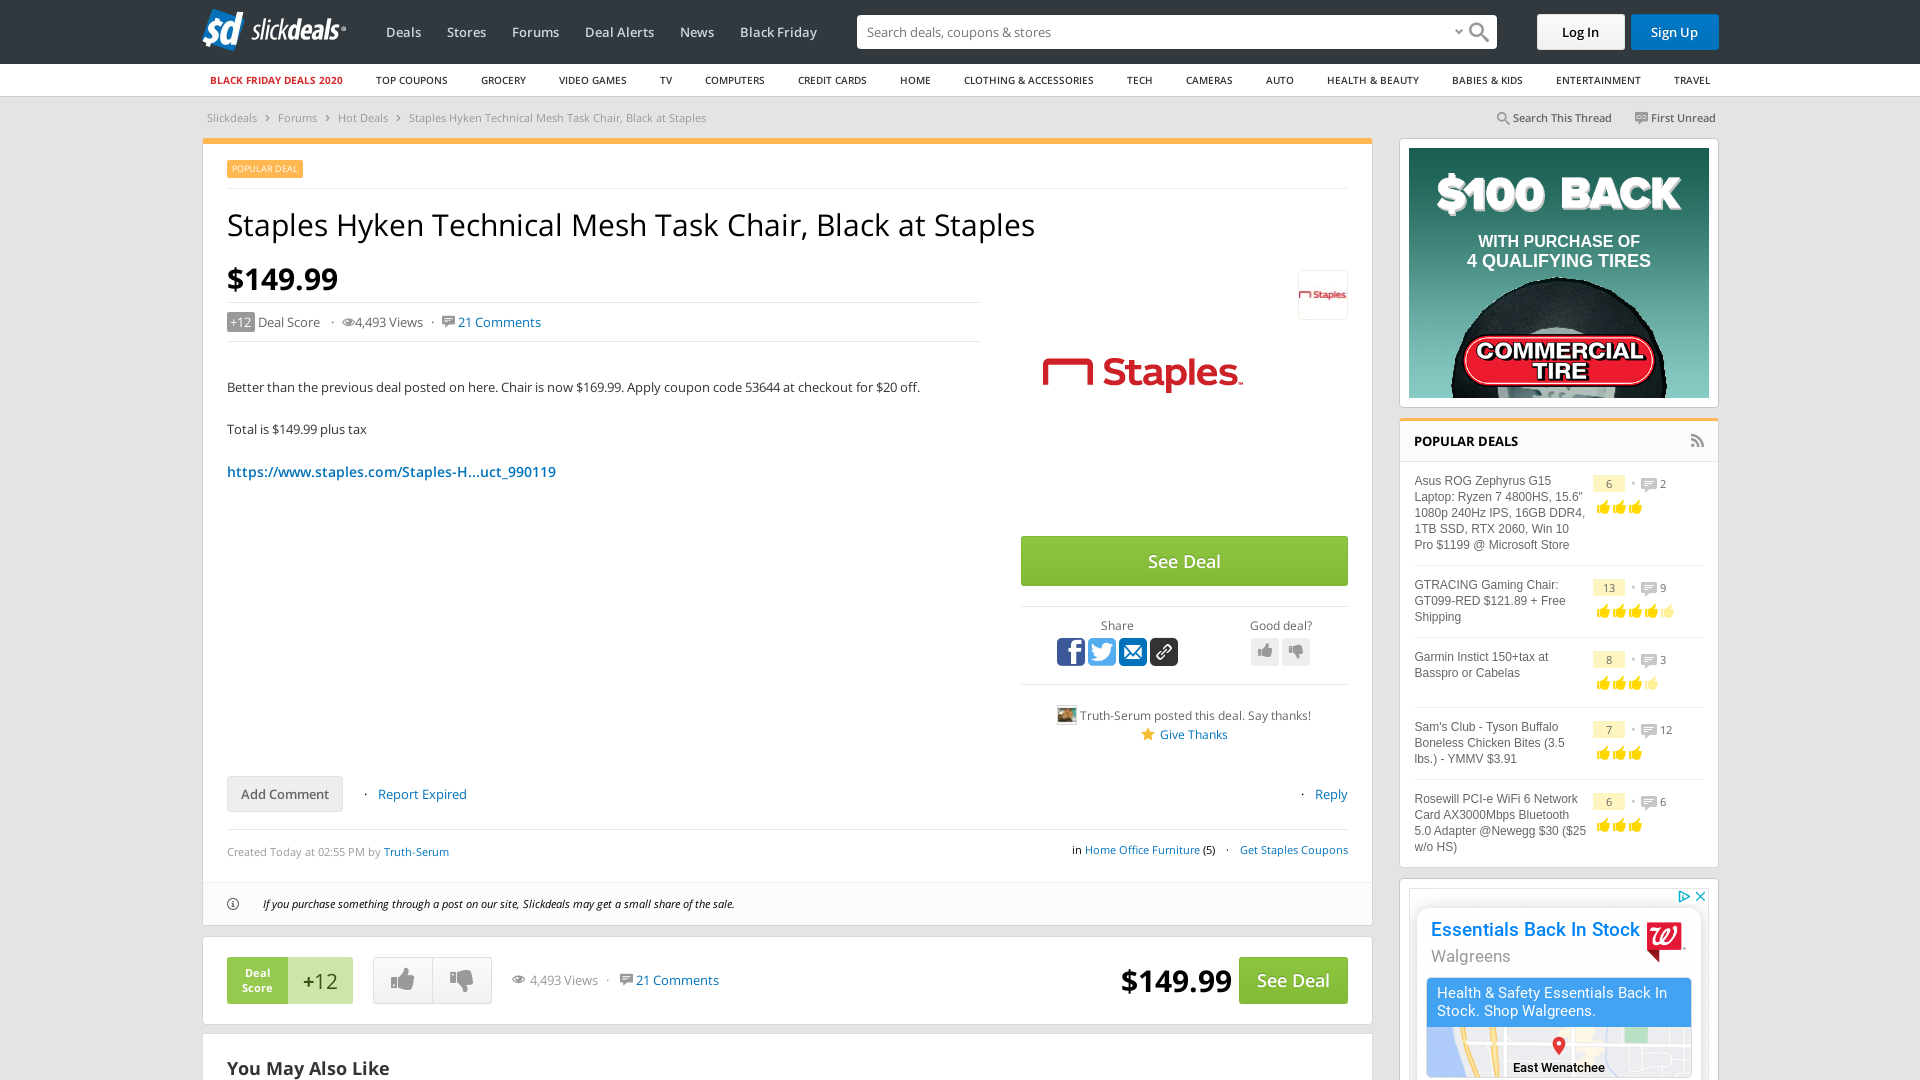 slickdeals
Deals
Stores
Forums
Deal Alerts
News
Black Friday
Search deals, coupons & stores
Log In
Sign Up
BLACK FRIDAY DEALS 2020
TOP COUPONS
GROCERY
VIDEO GAMES
TV
COMPUTERS
CREDIT CARDS
HOME
CLOTHING & ACCESSORIES
TECH
CAMERAS
AUTO
HEALTH & BEAUTY
BABIES & KIDS
ENTERTAINMENT
TRAVEL
Slickdeals › Forums › Hot Deals › Staples Hyken Technical Mesh Task Chair, Black at Staples
Search This Thread
First Unread
POPULAR DEAL
Staples Hyken Technical Mesh Task Chair, Black at Staples
$149.99
Staples
+12 Deal Score · 4,493 Views · 21 Comments
Staples
Better than the previous deal posted on here. Chair is now $169.99. Apply coupon code 53644 at checkout for $20 off.
Total is $149.99 plus tax
https://www.staples.com/Staples-H...uct_990119
See Deal
Share
Good deal?
Truth-Serum posted this deal. Say thanks!
Give Thanks
Add Comment
· Report Expired
· Reply
Created Today at 02:55 PM by Truth-Serum
in Home Office Furniture (5) · Get Staples Coupons
If you purchase something through a post on our site, Slickdeals may get a small share of the sale.
Deal
Score
+12
4,493 Views · 21 Comments
$149.99
See Deal
You May Also Like
$100 BACK
WITH PURCHASE OF
4 QUALIFYING TIRES
COMMERCIAL
TIRE
POPULAR DEALS
Asus ROG Zephyrus G15
Laptop: Ryzen 7 4800HS, 15.6"
1080p 240Hz IPS, 16GB DDR4,
1TB SSD, RTX 2060, Win 10
Pro $1199 @ Microsoft Store
6 · 2
GTRACING Gaming Chair:
GT099-RED $121.89 + Free
Shipping
13 · 9
Garmin Instict 150+tax at
Basspro or Cabelas
8 · 3
Sam's Club - Tyson Buffalo
Boneless Chicken Bites (3.5
lbs.) - YMMV $3.91
7 · 12
Rosewill PCI-e WiFi 6 Network
Card AX3000Mbps Bluetooth
5.0 Adapter @Newegg $30 ($25
w/o HS)
6 · 6
Essentials Back In Stock
Walgreens
Health & Safety Essentials Back In
Stock. Shop Walgreens.
East Wenatchee